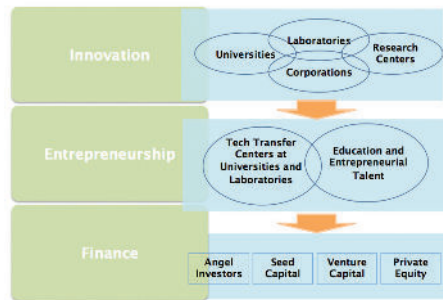 Innovation
Laboratories
Universities
Research
Centers
Corporations
Entrepreneurship
Tech Transfer
Centers at
Universities and
Laboratories
Education and
Entrepreneurial
Talent
Finance
Angel
Investors
Seed
Capital
Venture
Capital
Private
Equity